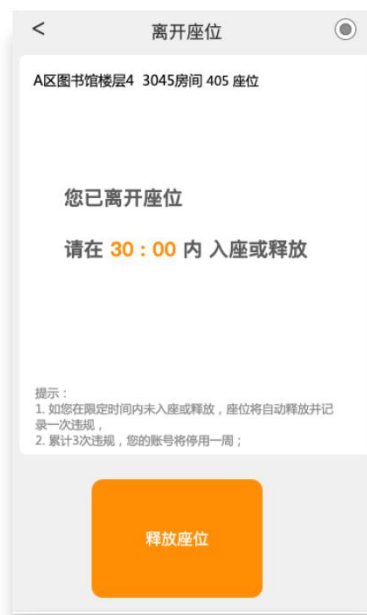 <
离开座位
A区图书馆楼层4 3045房间 405 座位
您已离开座位
请在 30：00 内 入座或释放
提示：
1. 如您在限定时间内未入座或释放，座位将自动释放并记
录一次违规，
2. 累计3次违规，您的账号将停用一周；
释放座位